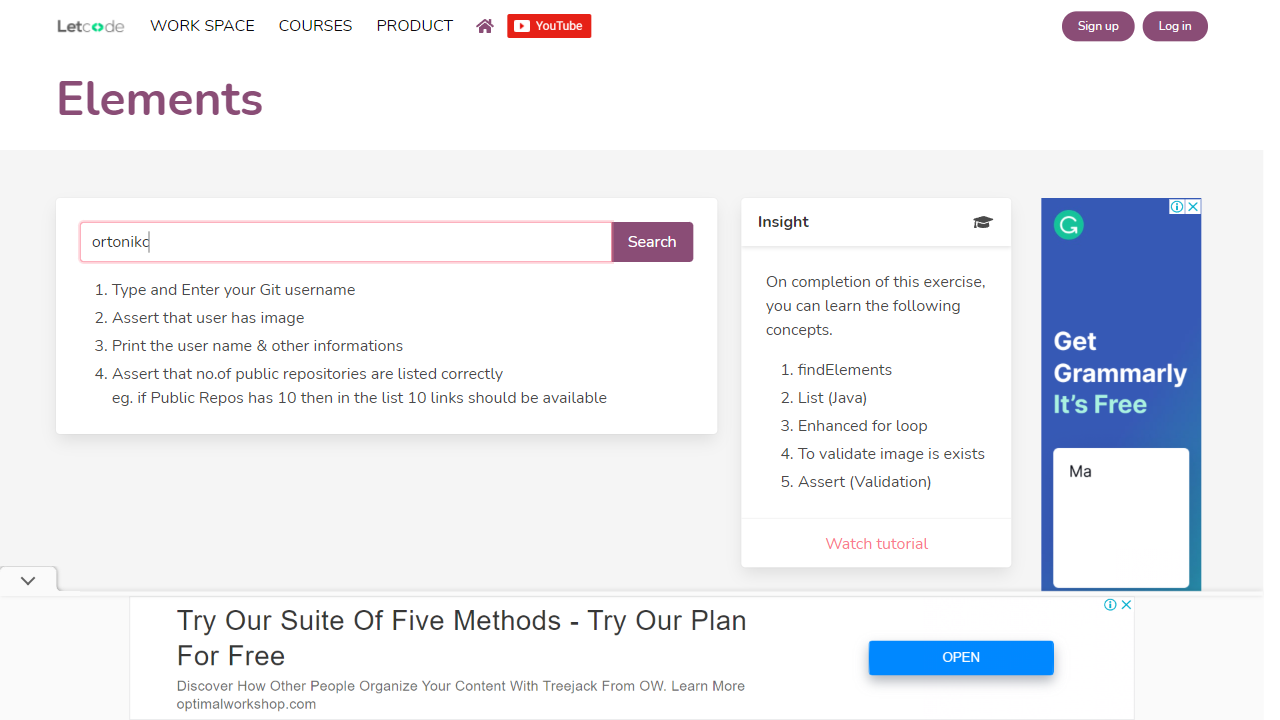 Letcode WORK SPACE COURSES PRODUCT YouTube Sign up Log in
Elements
ortonikc Search
1. Type and Enter your Git username
2. Assert that user has image
3. Print the user name & other informations
4. Assert that no.of public repositories are listed correctly
eg. if Public Repos has 10 then in the list 10 links should be available
Insight
On completion of this exercise,
you can learn the following
concepts.
1. findElements
2. List (Java)
3. Enhanced for loop
4. To validate image is exists
5. Assert (Validation)
Watch tutorial
Get
Grammarly
It's Free
Ma
Try Our Suite Of Five Methods - Try Our Plan
For Free
Discover How Other People Organize Your Content With Treejack From OW. Learn More
optimalworkshop.com
OPEN